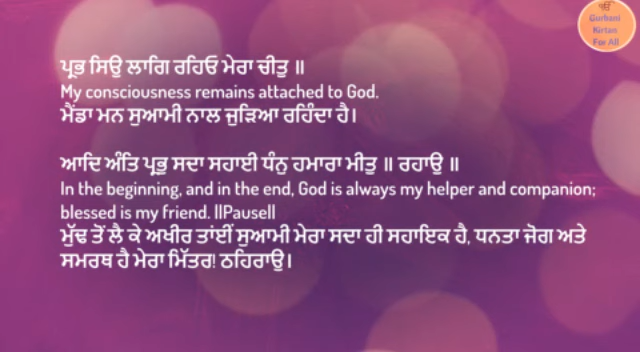 ੴ
Gurbani
Kirtan
For All
ਪ੍ਰਭ ਸਿਉ ਲਾਗਿ ਰਹਿਓ ਮੇਰਾ ਚੀਤੁ ॥
My consciousness remains attached to God.
ਮੈਂਡਾ ਮਨ ਸੁਆਮੀ ਨਾਲ ਜੁੜਿਆ ਰਹਿੰਦਾ ਹੈ।
ਆਦਿ ਅੰਤਿ ਪ੍ਰਭੁ ਸਦਾ ਸਹਾਈ ਧੰਨੁ ਹਮਾਰਾ ਮੀਤੁ ॥ ਰਹਾਉ ॥
In the beginning, and in the end, God is always my helper and companion;
blessed is my friend. ||Pause||
ਮੁੱਢ ਤੋਂ ਲੈ ਕੇ ਅਖੀਰ ਤਾਂਈਂ ਸੁਆਮੀ ਮੇਰਾ ਸਦਾ ਹੀ ਸਹਾਇਕ ਹੈ, ਧਨਤਾ ਜੋਗ ਅਤੇ
ਸਮਰਥ ਹੈ ਮੇਰਾ ਮਿੱਤਰ! ਠਹਿਰਾਉ।